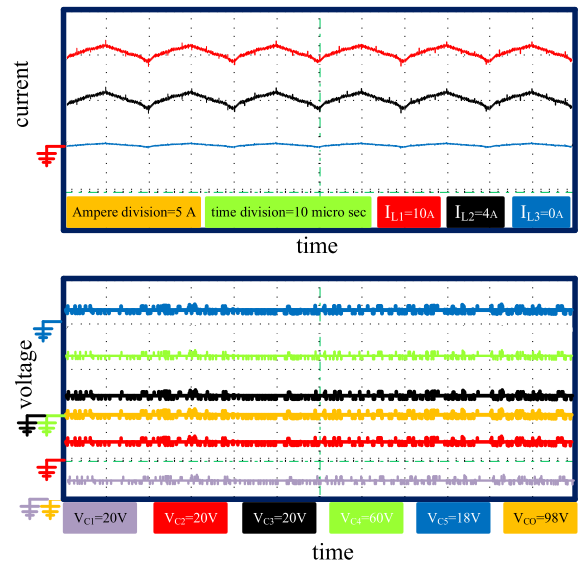 current
Ampere division=5 A
time division=10 micro sec
IL1=10A
IL2=4A
IL3=0A
time
voltage
VC1=20V
VC2=20V
VC3=20V
VC4=60V
VC5=18V
VCO=98V
time